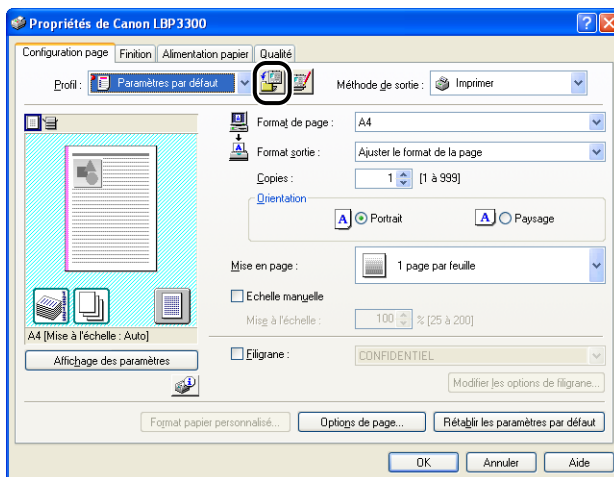 Propriétés de Canon LBP3300
Configuration page Finition Alimentation papier Qualité
Profil : Paramètres par défaut Méthode de sortie : Imprimer
Format de page : A4
Format sortie : Ajuster le format de la page
Copies : 1 [1 à 999]
Orientation
A Portrait A Paysage
Mise en page : 1 page par feuille
Echelle manuelle
Mise à l'échelle : 100 % [25 à 200]
A4 [Mise à l'échelle : Auto]
Affichage des paramètres
Filigrane : CONFIDENTIEL
Modifier les options de filigrane...
Format papier personnalisé... Options de page... Rétablir les paramètres par défaut
OK Annuler Aide